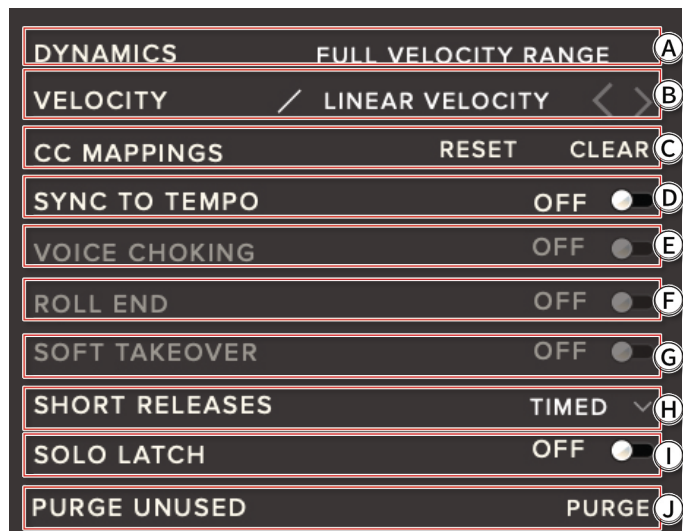 DYNAMICS FULL VELOCITY RANGE A
VELOCITY LINEAR VELOCITY B
CC MAPPINGS RESET CLEAR C
SYNC TO TEMPO OFF D
VOICE CHOKING OFF E
ROLL END OFF F
SOFT TAKEOVER OFF G
SHORT RELEASES TIMED H
SOLO LATCH OFF I
PURGE UNUSED PURGE J